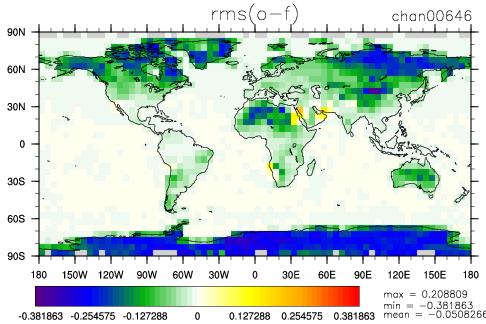 rms(o-f)
chan00646
90N
60N
30N
0
30S
60S
90S
180 150W 120W 90W 60W 30W 0 30E 60E 90E 120E 150E 180
-0.381863 -0.254575 -0.127288 0 0.127288 0.254575 0.381863
max = 0.208809
min = -0.381863
mean = -0.0508266